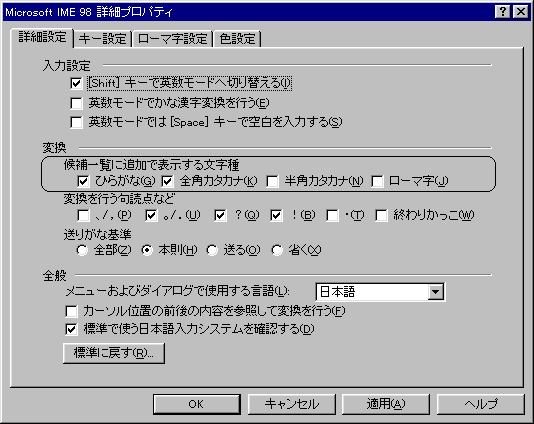 Microsoft IME 98 詳細プロパティ
詳細設定 キー設定 ローマ字設定 色設定
入力設定
[Shift] キーで英数モードへ切り替える(I)
英数モードでかな漢字変換を行う(E)
英数モードでは [Space] キーで空白を入力する(S)
変換
候補一覧に追加で表示する文字種
ひらがな(G) 全角カタカナ(K) 半角カタカナ(N) ローマ字(J)
変換を行う句読点など
、/,(P) 。/.(U) ?(Q) !(B) ・(T) 終わりかっこ(W)
送りがな基準
全部(Z) 本則(H) 送る(O) 省く(X)
全般
メニューおよびダイアログで使用する言語(L): 日本語
カーソル位置の前後の内容を参照して変換を行う(F)
標準で使う日本語入力システムを確認する(D)
標準に戻す(R)...
OK キャンセル 適用(A) ヘルプ